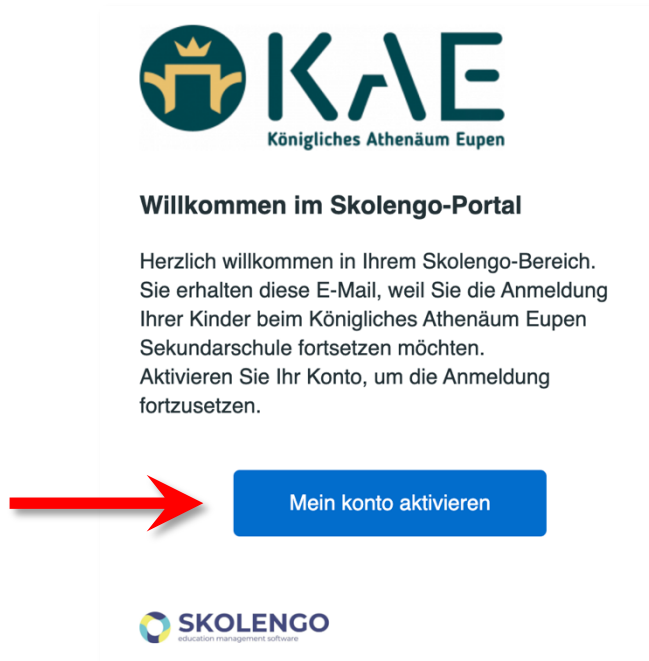 KAE
Königliches Athenäum Eupen
Willkommen im Skolengo-Portal
Herzlich willkommen in Ihrem Skolengo-Bereich.
Sie erhalten diese E-Mail, weil Sie die Anmeldung
Ihrer Kinder beim Königliches Athenäum Eupen
Sekundarschule fortsetzen möchten.
Aktivieren Sie Ihr Konto, um die Anmeldung
fortzusetzen.
Mein konto aktivieren
SKOLENGO
education management software